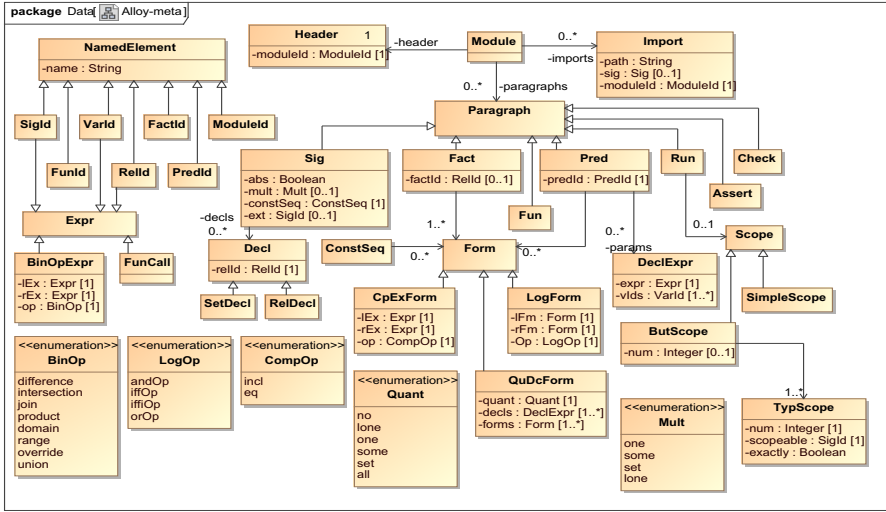 package Data[ Alloy-meta]
NamedElement
-name : String
Header 1
-moduleId : ModuleId [1]
-header
Module
0..*
-imports
Import
-path : String
-sig : Sig [0..1]
-moduleId : ModuleId [1]
0..*
-paragraphs
Paragraph
SigId
VarId
FactId
ModuleId
FunId
RelId
PredId
Expr
BinOpExpr
-lEx : Expr [1]
-rEx : Expr [1]
-op : BinOp [1]
FunCall
Sig
-abs : Boolean
-mult : Mult [0..1]
-constSeq : ConstSeq [1]
-ext : SigId [0..1]
Fact
-factId : RelId [0..1]
Pred
-predId : PredId [1]
Fun
Run
Assert
Check
-decls
0..*
Decl
-relId : RelId [1]
SetDecl
RelDecl
ConstSeq
0..*
1..*
Form
0..*
0..*
-params
DeclExpr
-expr : Expr [1]
-vIds : VarId [1..*]
0..1
Scope
SimpleScope
ButScope
-num : Integer [0..1]
1..*
TypScope
-num : Integer [1]
-scopeable : SigId [1]
-exactly : Boolean
CpExForm
-lEx : Expr [1]
-rEx : Expr [1]
-op : CompOp [1]
LogForm
-lFm : Form [1]
-rFm : Form [1]
-Op : LogOp [1]
QuDcForm
-quant : Quant [1]
-decls : DeclExpr [1..*]
-forms : Form [1..*]
<<enumeration>>
BinOp
difference
intersection
join
product
domain
range
override
union
<<enumeration>>
LogOp
andOp
iffOp
iffiOp
orOp
<<enumeration>>
CompOp
incl
eq
<<enumeration>>
Quant
no
lone
one
some
set
all
<<enumeration>>
Mult
one
some
set
lone